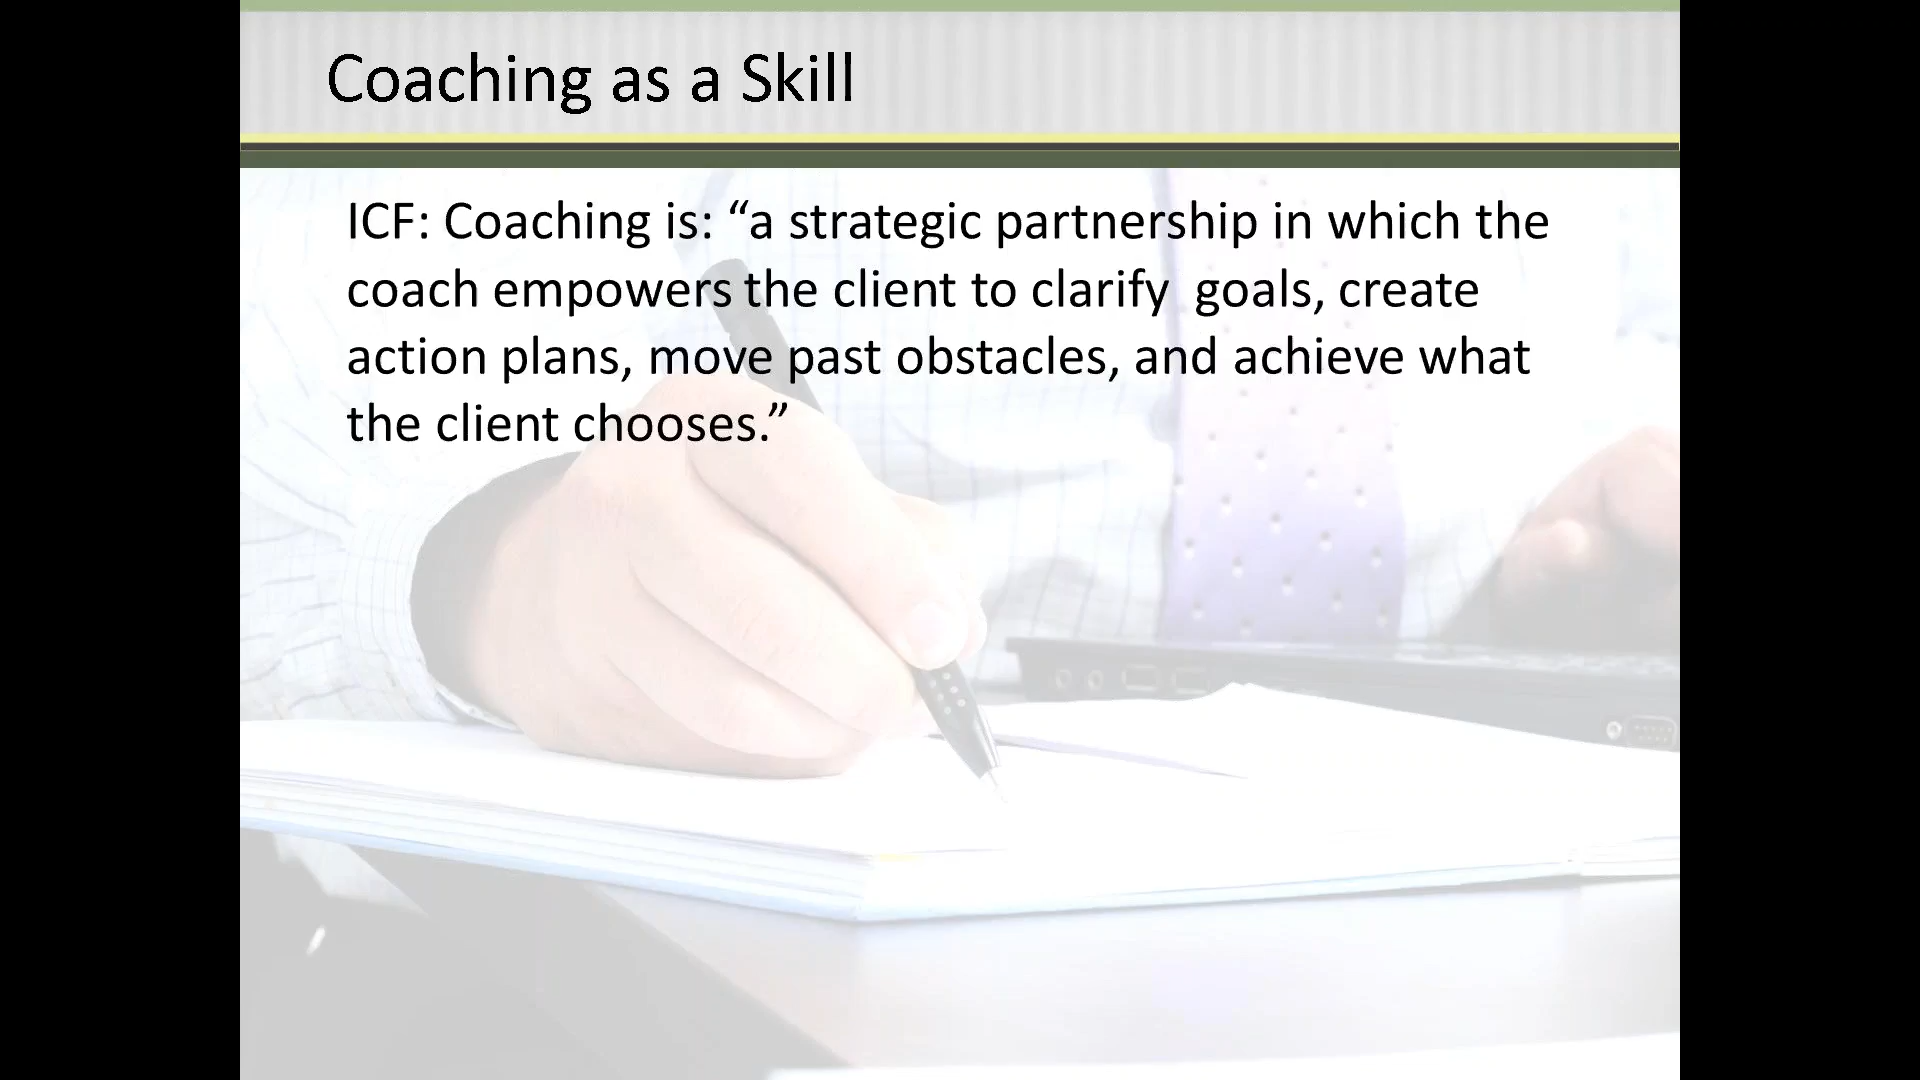 Coaching as a Skill
ICF: Coaching is: “a strategic partnership in which the
coach empowers the client to clarify  goals, create
action plans, move past obstacles, and achieve what
the client chooses.”